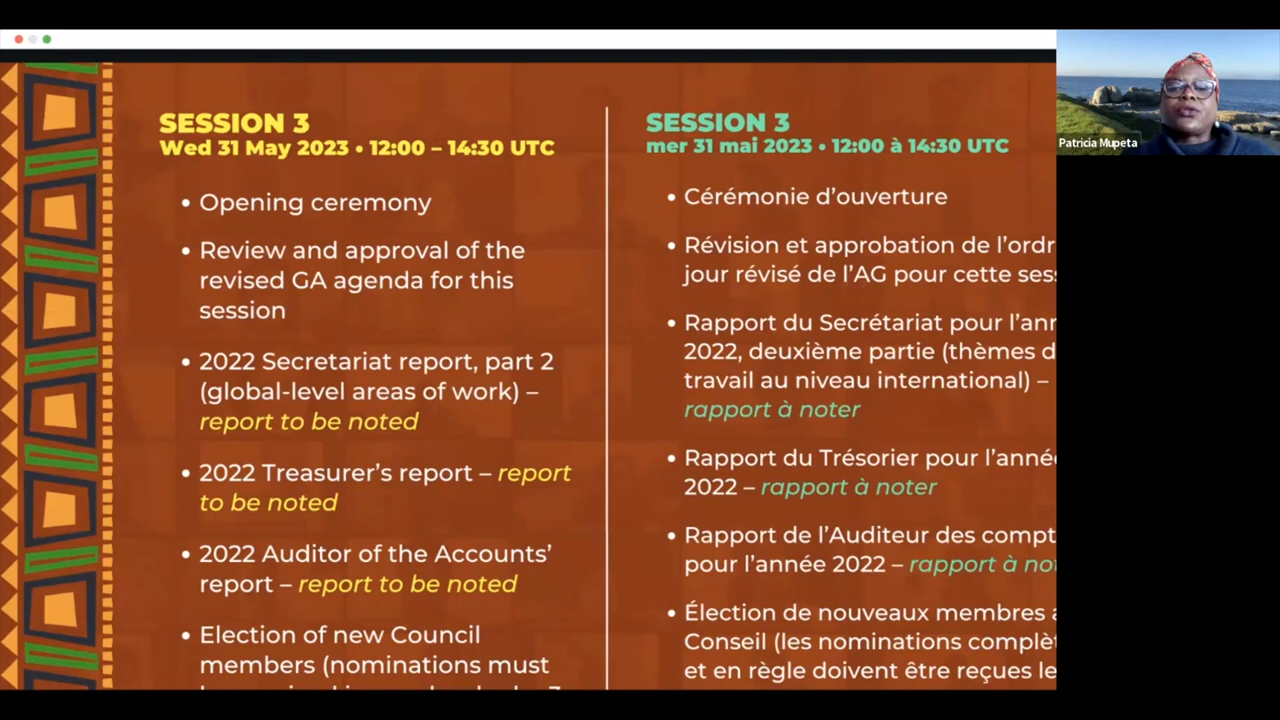 SESSION 3
Wed 31 May 2023 • 12:00 – 14:30 UTC
• Opening ceremony
• Review and approval of the
revised GA agenda for this
session
• 2022 Secretariat report, part 2
(global-level areas of work) –
report to be noted
• 2022 Treasurer’s report – report
to be noted
• 2022 Auditor of the Accounts’
report – report to be noted
• Election of new Council
members (nominations must
SESSION 3
mer 31 mai 2023 • 12:00 à 14:30 UTC
• Cérémonie d’ouverture
• Révision et approbation de l’ordr
jour révisé de l’AG pour cette ses
• Rapport du Secrétariat pour l’anr
2022, deuxième partie (thèmes d
travail au niveau international) –
rapport à noter
• Rapport du Trésorier pour l’anné
2022 – rapport à noter
• Rapport de l’Auditeur des compt
pour l’année 2022 – rapport à no
• Élection de nouveaux membres a
Conseil (les nominations complèt
et en règle doivent être reçues le
Patricia Mupeta